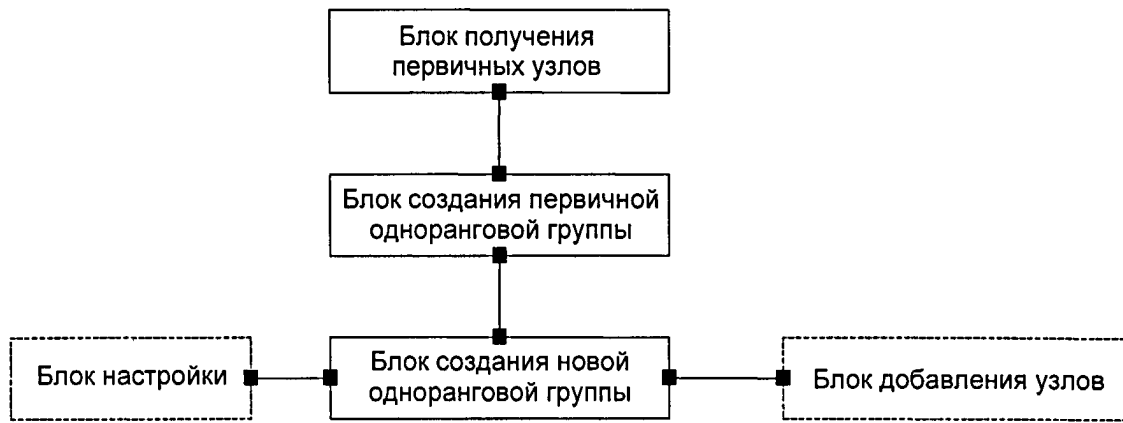 Блок получения
первичных узлов
Блок создания первичной
одноранговой группы
Блок настройки
Блок создания новой
одноранговой группы
Блок добавления узлов